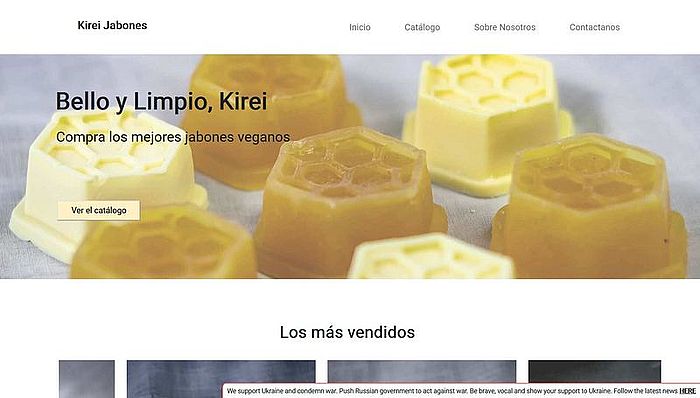 Kirei Jabones
Inicio
Catálogo
Sobre Nosotros
Contactanos
Bello y Limpio, Kirei
Compra los mejores jabones veganos
Ver el catálogo
Los más vendidos
We support Ukraine and condemn war. Push Russian government to act against war. Be brave, vocal and show your support to Ukraine. Follow the latest news HERE